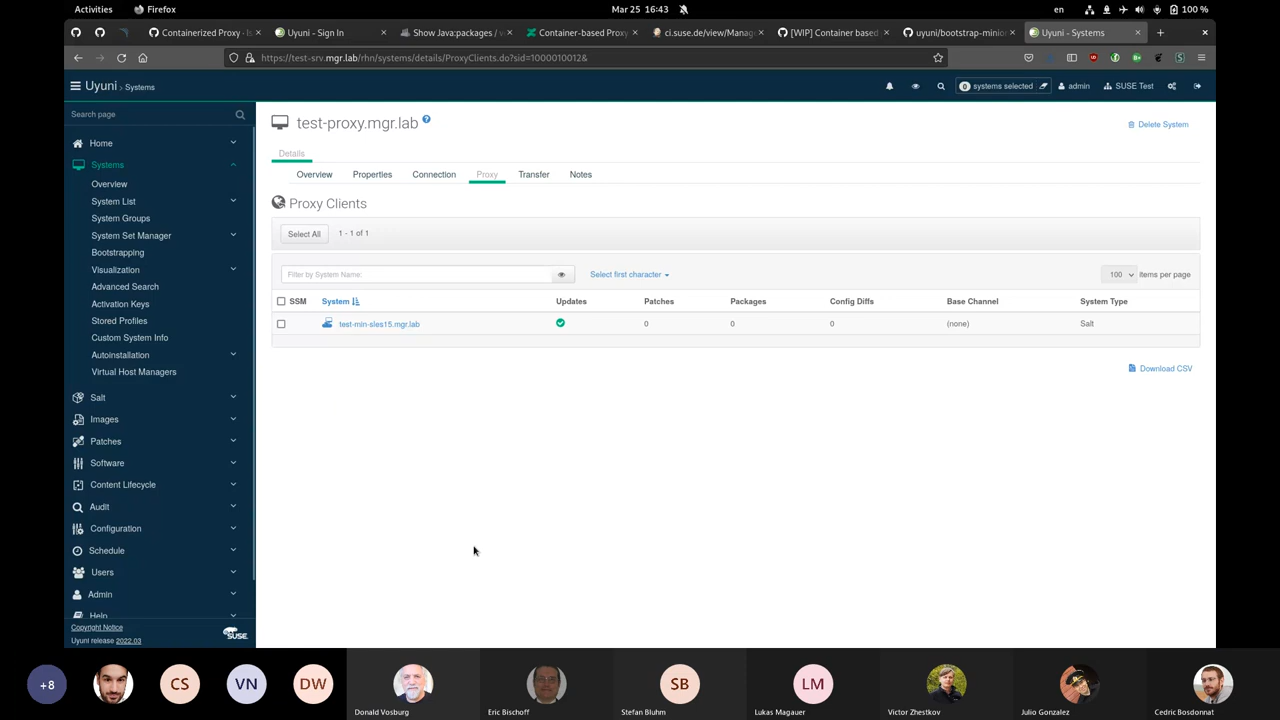 Activities
Firefox
Mar 25 16:43
en
100 %
Containerized Proxy · Is
Uyuni - Sign In
Show Java:packages / v
Container-based Proxy
ci.suse.de/view/Manag
[WIP] Container based
uyuni/bootstrap-minion
Uyuni - Systems
https://test-srv.mgr.lab/rhn/systems/details/ProxyClients.do?sid=1000010012&
Uyuni > Systems
0 systems selected
admin
SUSE Test
Search page
Home
Systems
Overview
System List
System Groups
System Set Manager
Bootstrapping
Visualization
Advanced Search
Activation Keys
Stored Profiles
Custom System Info
Autoinstallation
Virtual Host Managers
Salt
Images
Patches
Software
Content Lifecycle
Audit
Configuration
Schedule
Users
Admin
Help
Copyright Notice
Uyuni release 2022.03
SUSE
test-proxy.mgr.lab
Delete System
Details
Overview
Properties
Connection
Proxy
Transfer
Notes
Proxy Clients
Select All
1 - 1 of 1
Filter by System Name:
Select first character
100
items per page
SSM
System
Updates
Patches
Packages
Config Diffs
Base Channel
System Type
test-min-sles15.mgr.lab
0
0
0
(none)
Salt
Download CSV
+8
CS
VN
DW
Donald Vosburg
Eric Bischoff
SB
Stefan Bluhm
LM
Lukas Magauer
Victor Zhestkov
Julio Gonzalez
Cedric Bosdonnat